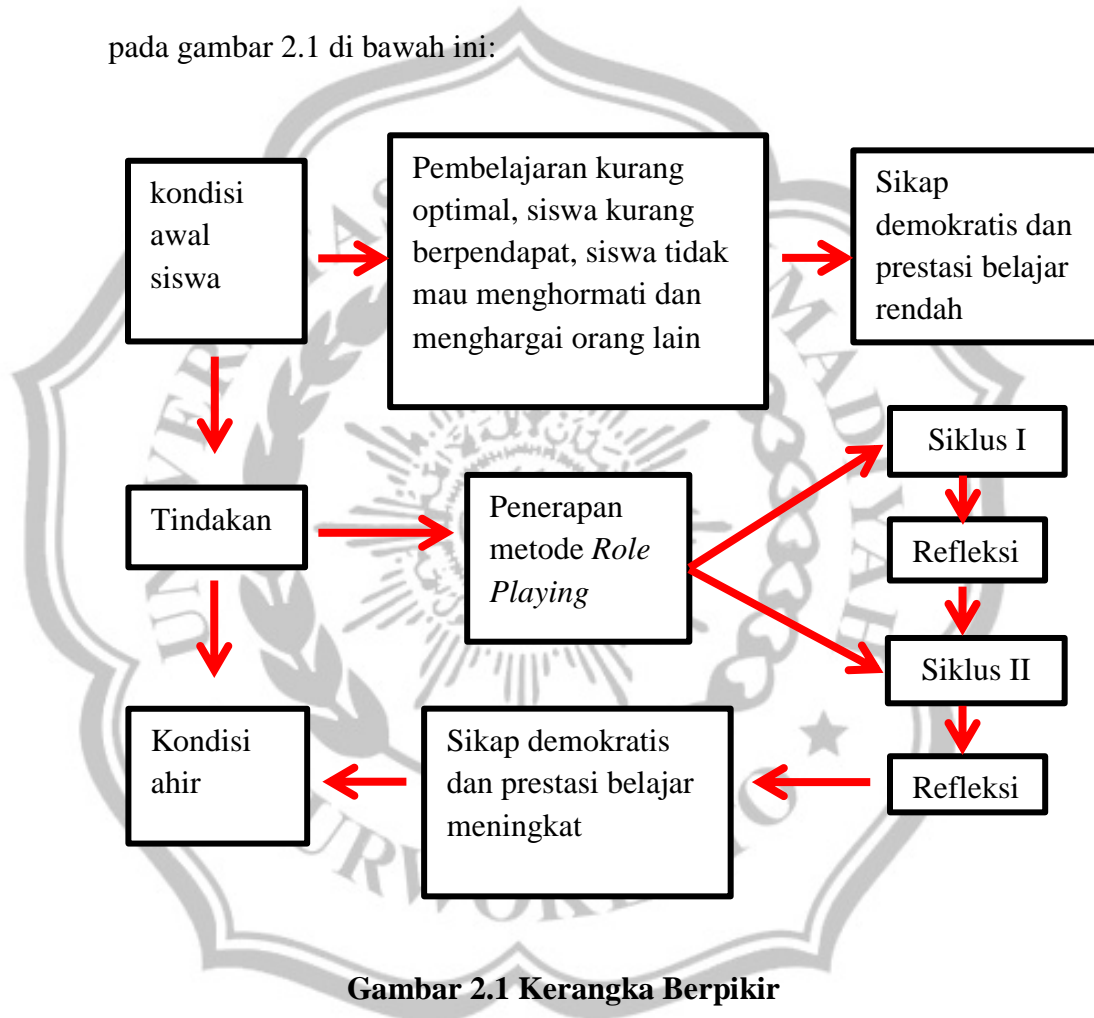 pada gambar 2.1 di bawah ini:
kondisi
awal
siswa
Pembelajaran kurang
optimal, siswa kurang
berpendapat, siswa tidak
mau menghormati dan
menghargai orang lain
Sikap
demokratis dan
prestasi belajar
rendah
Tindakan
Penerapan
metode Role
Playing
Siklus I
Refleksi
Siklus II
Refleksi
Sikap demokratis
dan prestasi belajar
meningkat
Kondisi
ahir
Gambar 2.1 Kerangka Berpikir